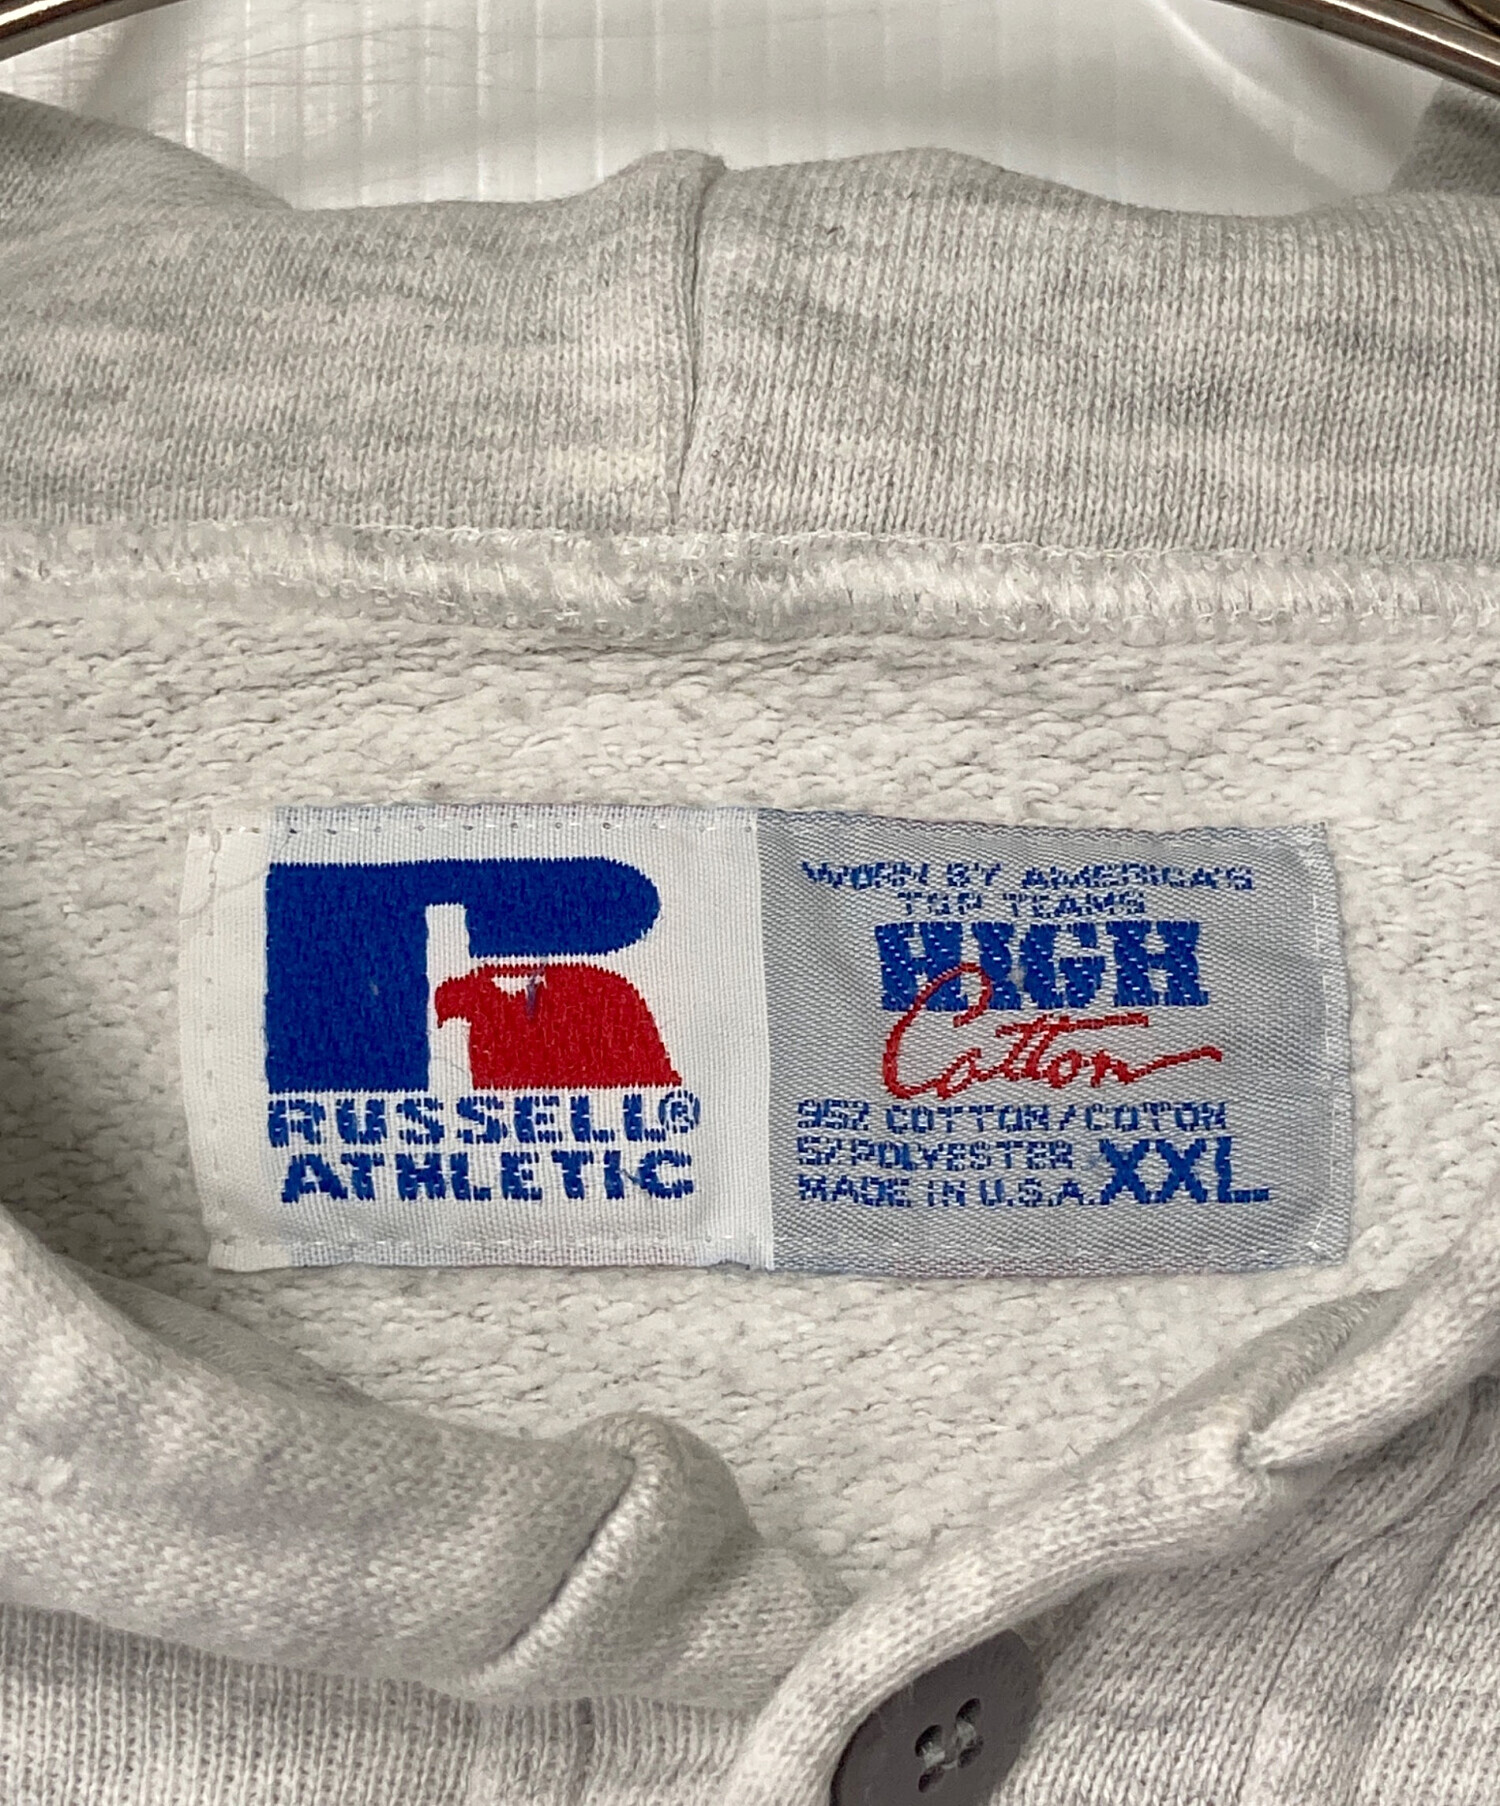 RUSSELL®
ATHLETIC
WORN BY AMERICA'S
TOP TEAMS
HIGH
Cotton
95% COTTON/COTON
5% POLYESTER
MADE IN U.S.A. XXL